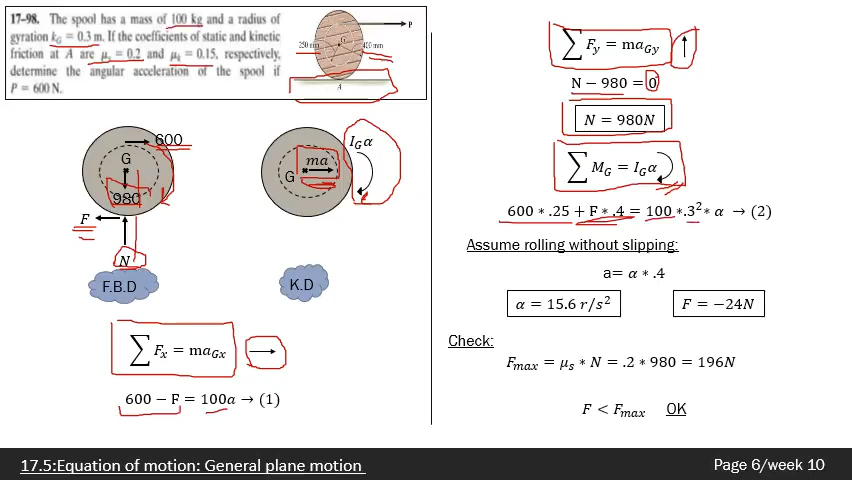 17–98. The spool has a mass of 100 kg and a radius of
gyration k_G = 0.3 m. If the coefficients of static and kinetic
friction at A are μ_s = 0.2 and μ_k = 0.15, respectively,
determine the angular acceleration of the spool if
P = 600 N.
P
250 mm
G
400 mm
A
600
G
980
F
N
F.B.D
I_G α
ma
G
K.D
∑ F_x = ma_Gx
600 − F = 100a → (1)
∑ F_y = ma_Gy
N − 980 = 0
N = 980N
∑ M_G = I_G α
600 * .25 + F * .4 = 100 * .3² * α → (2)
Assume rolling without slipping:
a= α * .4
α = 15.6 r/s²
F = −24N
Check:
F_max = μ_s * N = .2 * 980 = 196N
F < F_max OK
17.5:Equation of motion: General plane motion
Page 6/week 10